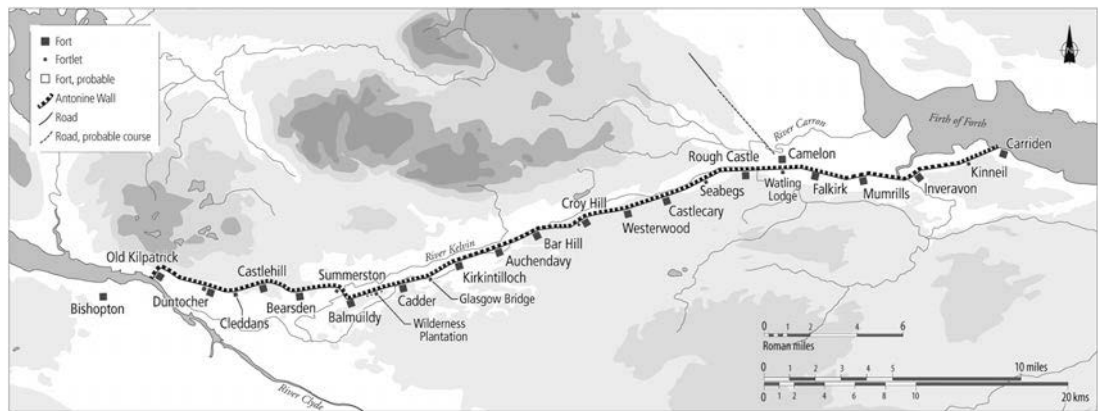 Fort
Fortlet
Fort, probable
Antonine Wall
Road
Road, probable course
Firth of Forth
River Carron
Carriden
Rough Castle
Camelon
Kinneil
Seabegs
Watling
Lodge
Falkirk
Mumrills
Inveravon
Croy Hill
Castlecary
Westerwood
Bar Hill
River Kelvin
Auchendavy
Old Kilpatrick
Castlehill
Summerston
Kirkintilloch
Duntocher
Bearsden
Cadder
Glasgow Bridge
Bishopton
Cleddans
Balmuildy
Wilderness
Plantation
River Clyde
0 1 2 4 6
Roman miles
0 1 2 3 4 5 10 miles
0 1 2 4 6 8 10 20 kms